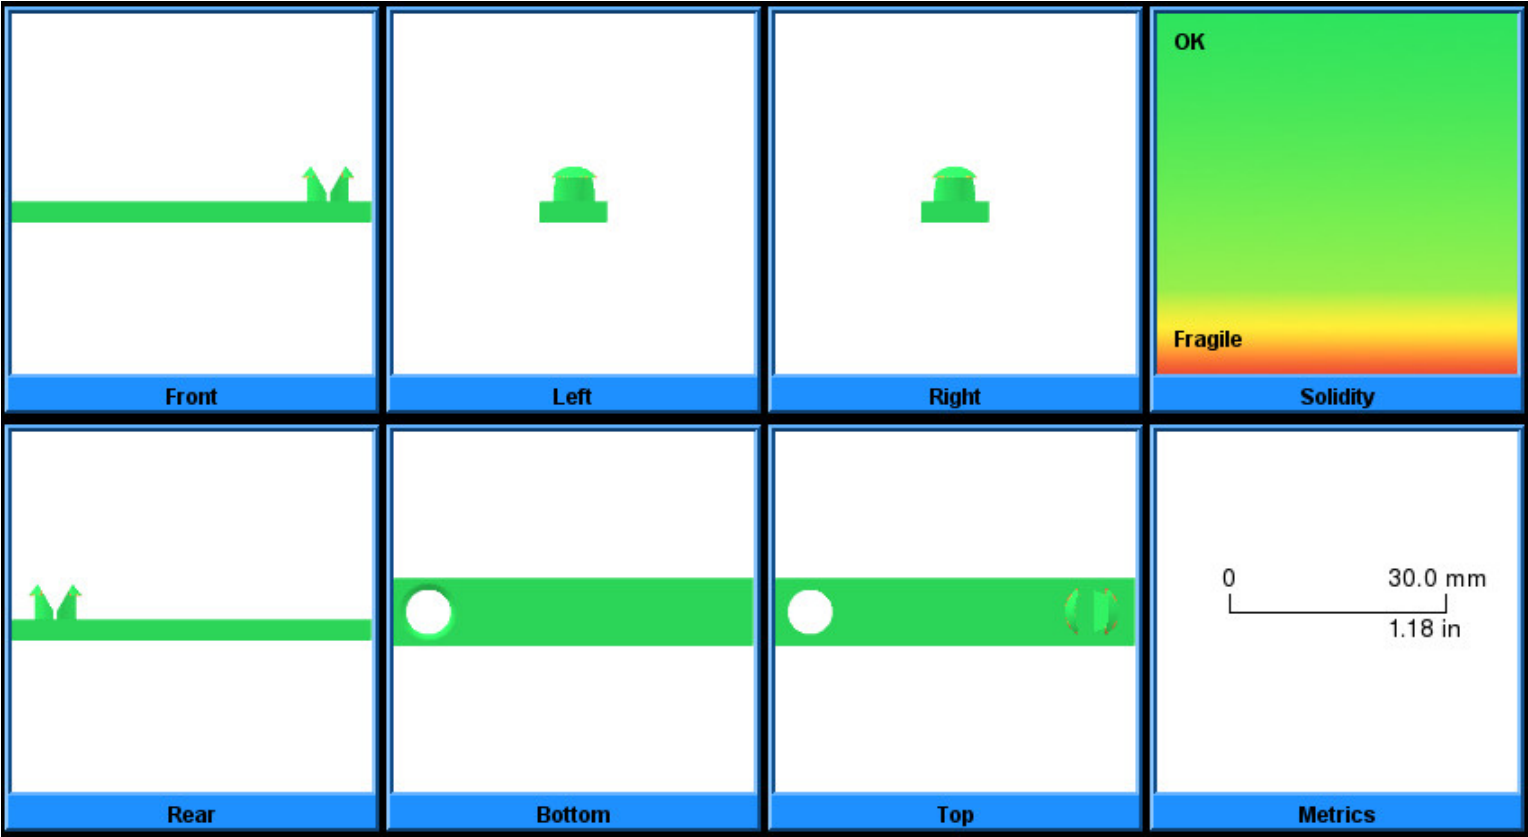 OK
Fragile
Front
Left
Right
Solidity
0
30.0 mm
1.18 in
Rear
Bottom
Top
Metrics